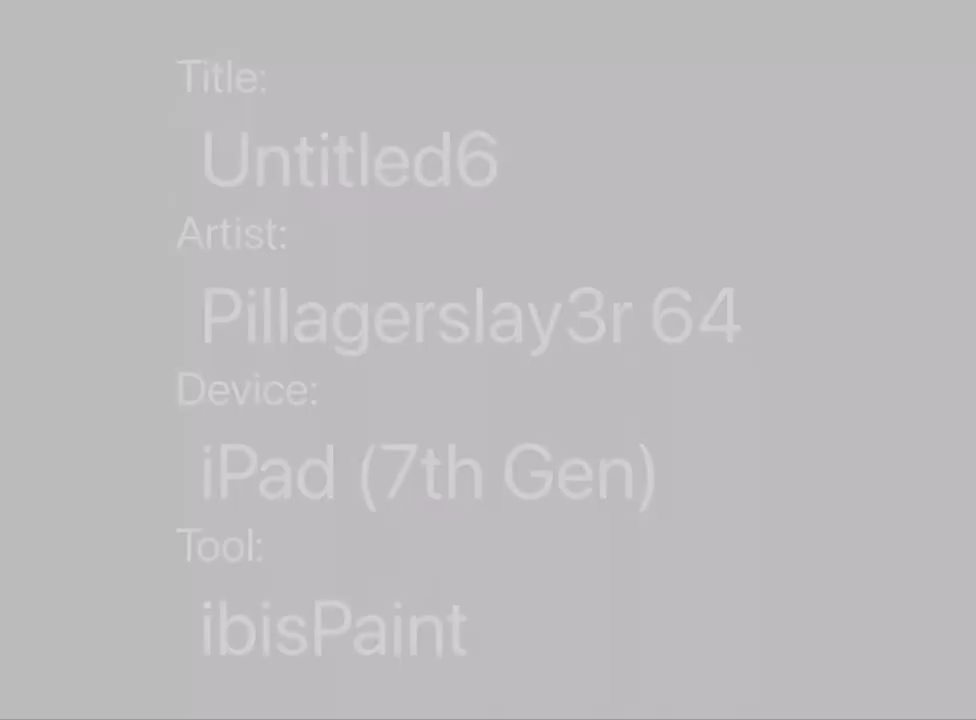 Title:
Untitled6
Artist:
Pillagerslay3r 64
Device:
iPad (7th Gen)
Tool:
ibisPaint